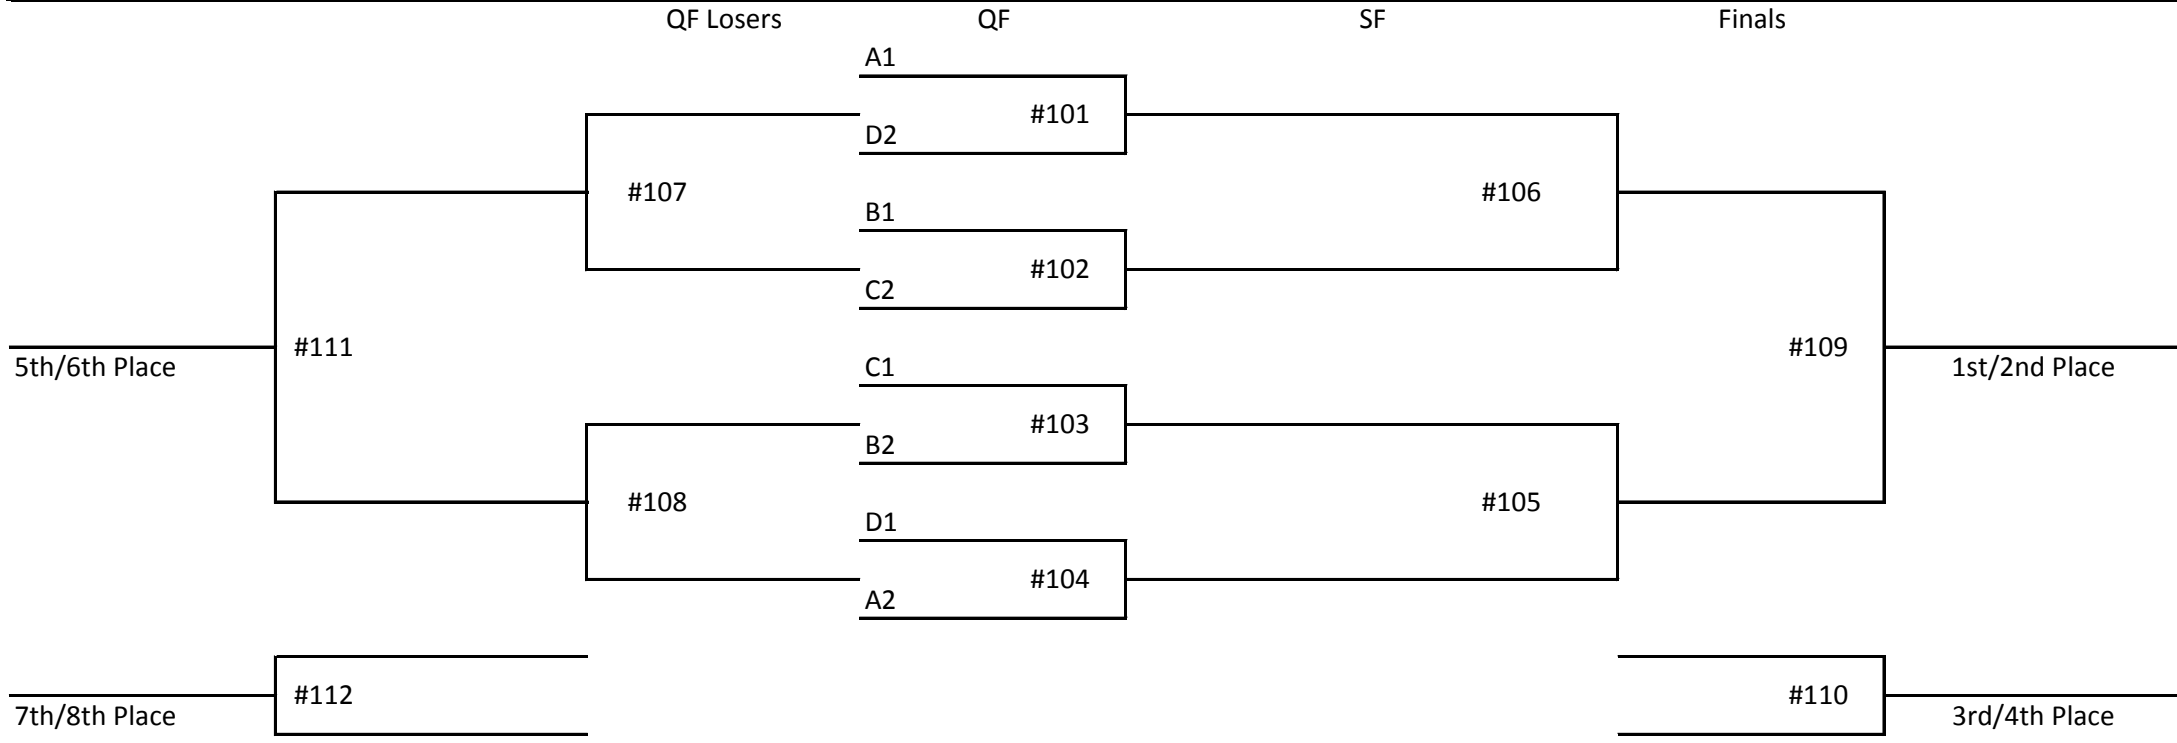 QF Losers QF SF Finals
A1
#101
D2
#107 #106
B1
#102
C2
#111 #109
5th/6th Place C1 1st/2nd Place
#103
B2
#108 #105
D1
#104
A2
#112 #110
7th/8th Place 3rd/4th Place